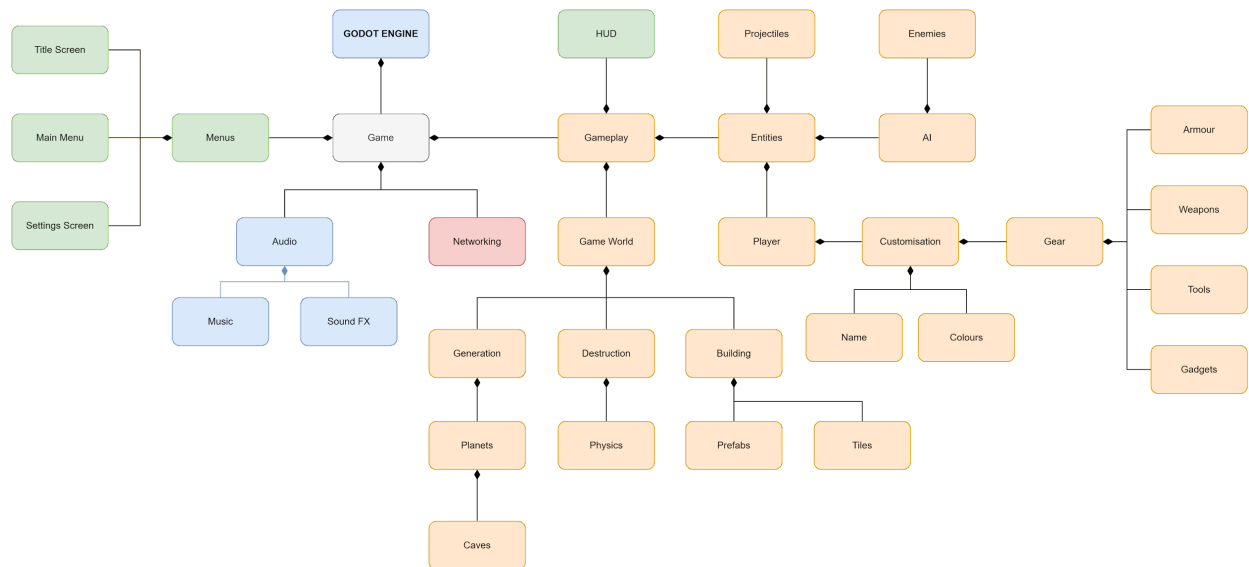 GODOT ENGINE
HUD
Projectiles
Enemies
Title Screen
Main Menu
Menus
Game
Gameplay
Entities
AI
Armour
Settings Screen
Audio
Networking
Game World
Player
Customisation
Gear
Weapons
Music
Sound FX
Generation
Destruction
Building
Name
Colours
Tools
Gadgets
Planets
Physics
Prefabs
Tiles
Caves